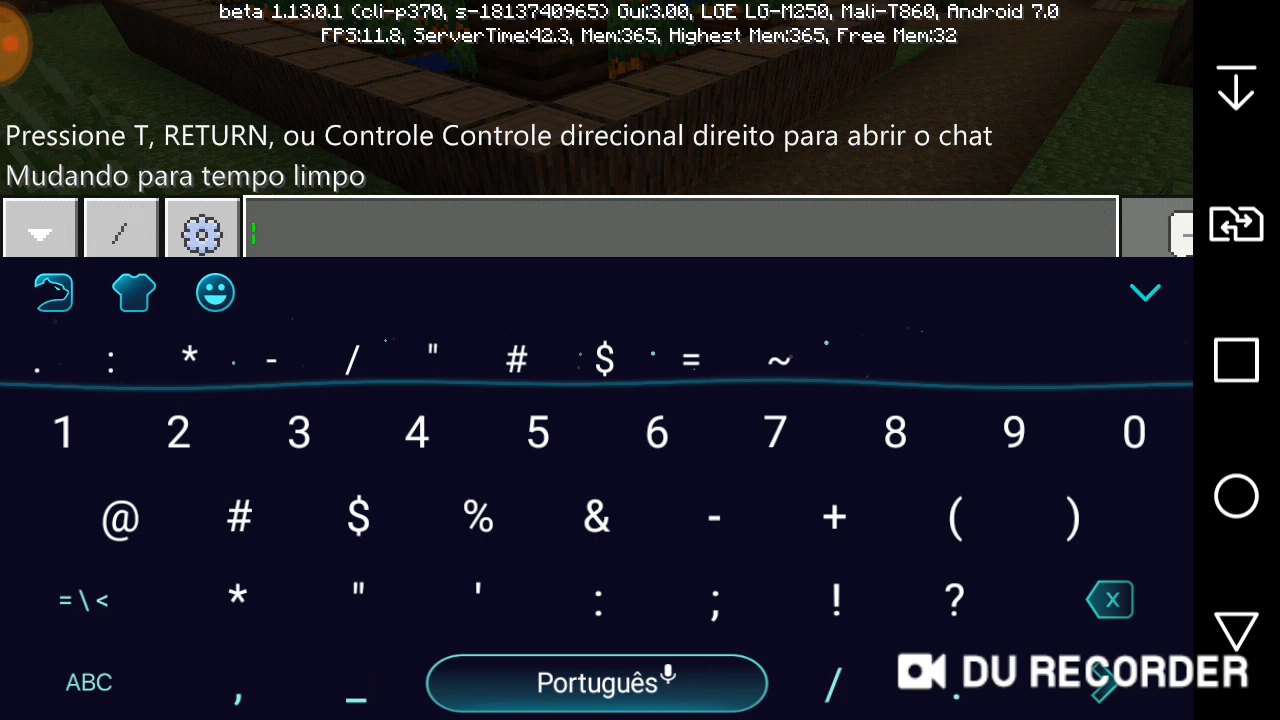 beta 1.13.0.1 (cli-p370, s-1813740965) Gui:3.00, LGE LG-M250, Mali-T860, Android 7.0
FPS:11.8, ServerTime:42.3, Mem:365, Highest Mem:365, Free Mem:32
Pressione T, RETURN, ou Controle Controle direcional direito para abrir o chat
Mudando para tempo limpo
/
. : * - / " # $ = ~
1 2 3 4 5 6 7 8 9 0
@ # $ % & - + ( )
= \ < * " ' : ; ! ?
ABC , _ Português / .
DU RECORDER